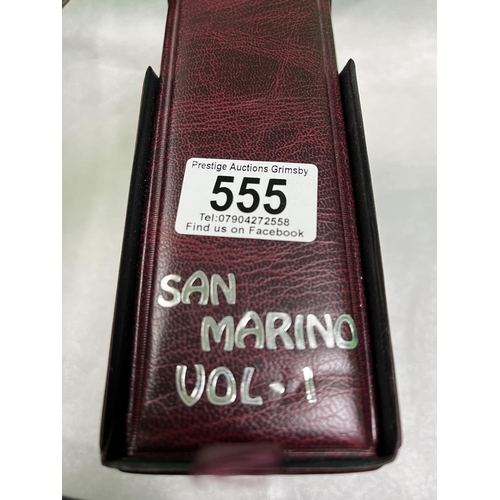 Prestige Auctions Grimsby
555
Tel:07904272558
Find us on Facebook
SAN
MARINO
VOL-1